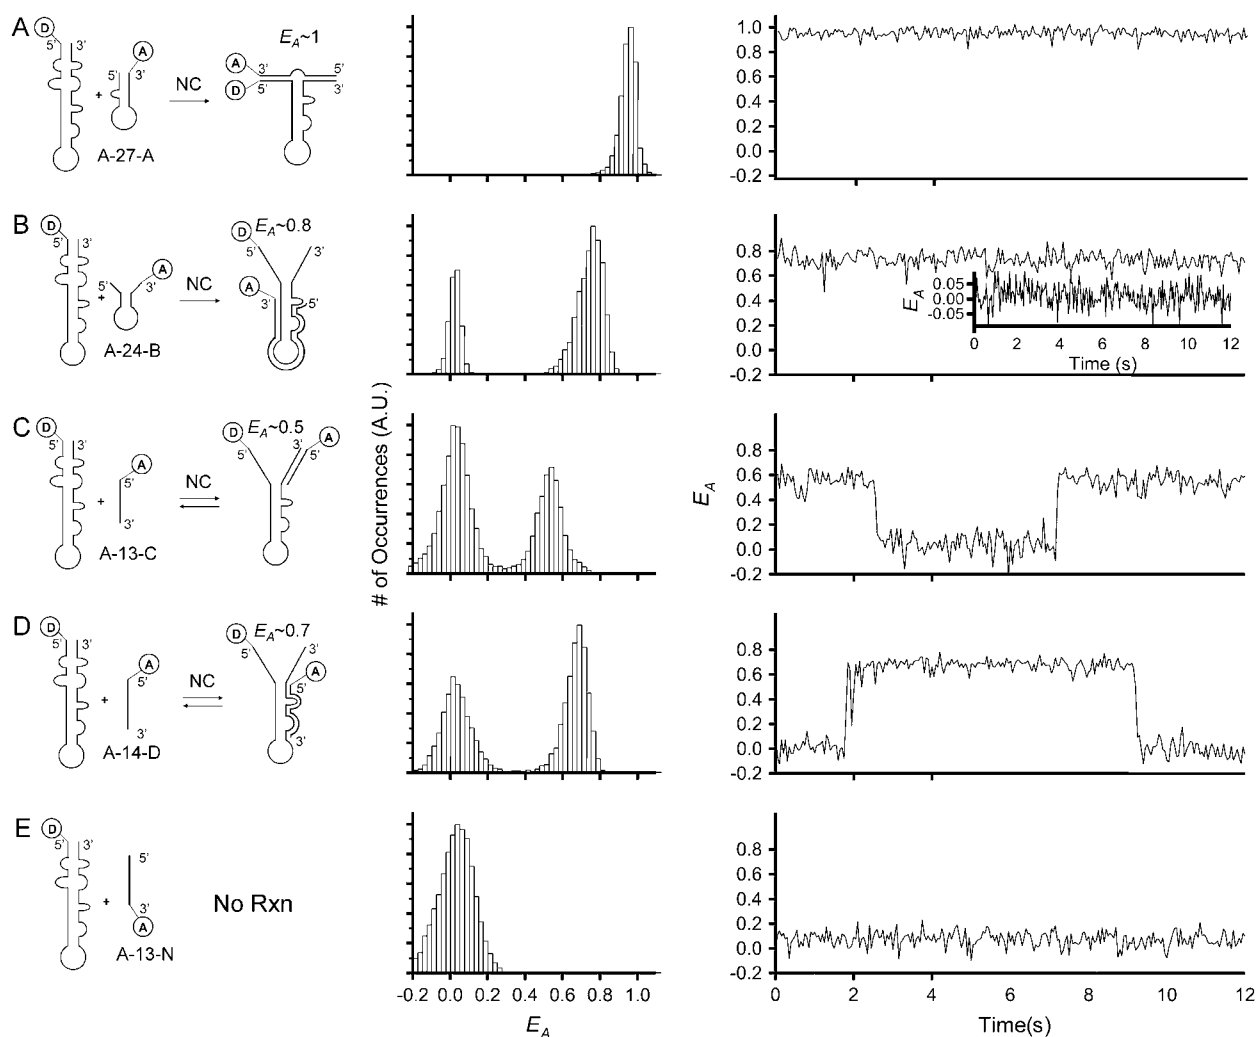 A
D
5' 3'
A
5' 3'
+
A-27-A
NC
E_A~1
A 3' 5'
D 5' 3'
1.0
0.8
0.6
0.4
0.2
0.0
-0.2
B
D
5' 3'
A
5' 3'
+
A-24-B
NC
D E_A~0.8
5' 3'
A
3' 5'
0.8
0.6
0.4
0.2
0.0
-0.2
E_A
0.05
0.00
-0.05
0 2 4 6 8 10 12
Time (s)
C
D
5' 3'
A
5'
+
3'
A-13-C
NC
D E_A~0.5 A
5' 3' 5'
0.8
0.6
0.4
0.2
0.0
-0.2
D
D
5' 3'
A
5'
+
3'
A-14-D
NC
D E_A~0.7
5' 3'
A
5'
3'
0.8
0.6
0.4
0.2
0.0
-0.2
E
D
5' 3'
5'
+
3'
A
A-13-N
No Rxn
0.8
0.6
0.4
0.2
0.0
-0.2
# of Occurrences (A.U.)
-0.2 0.0 0.2 0.4 0.6 0.8 1.0
E_A
E_A
0 2 4 6 8 10 12
Time(s)